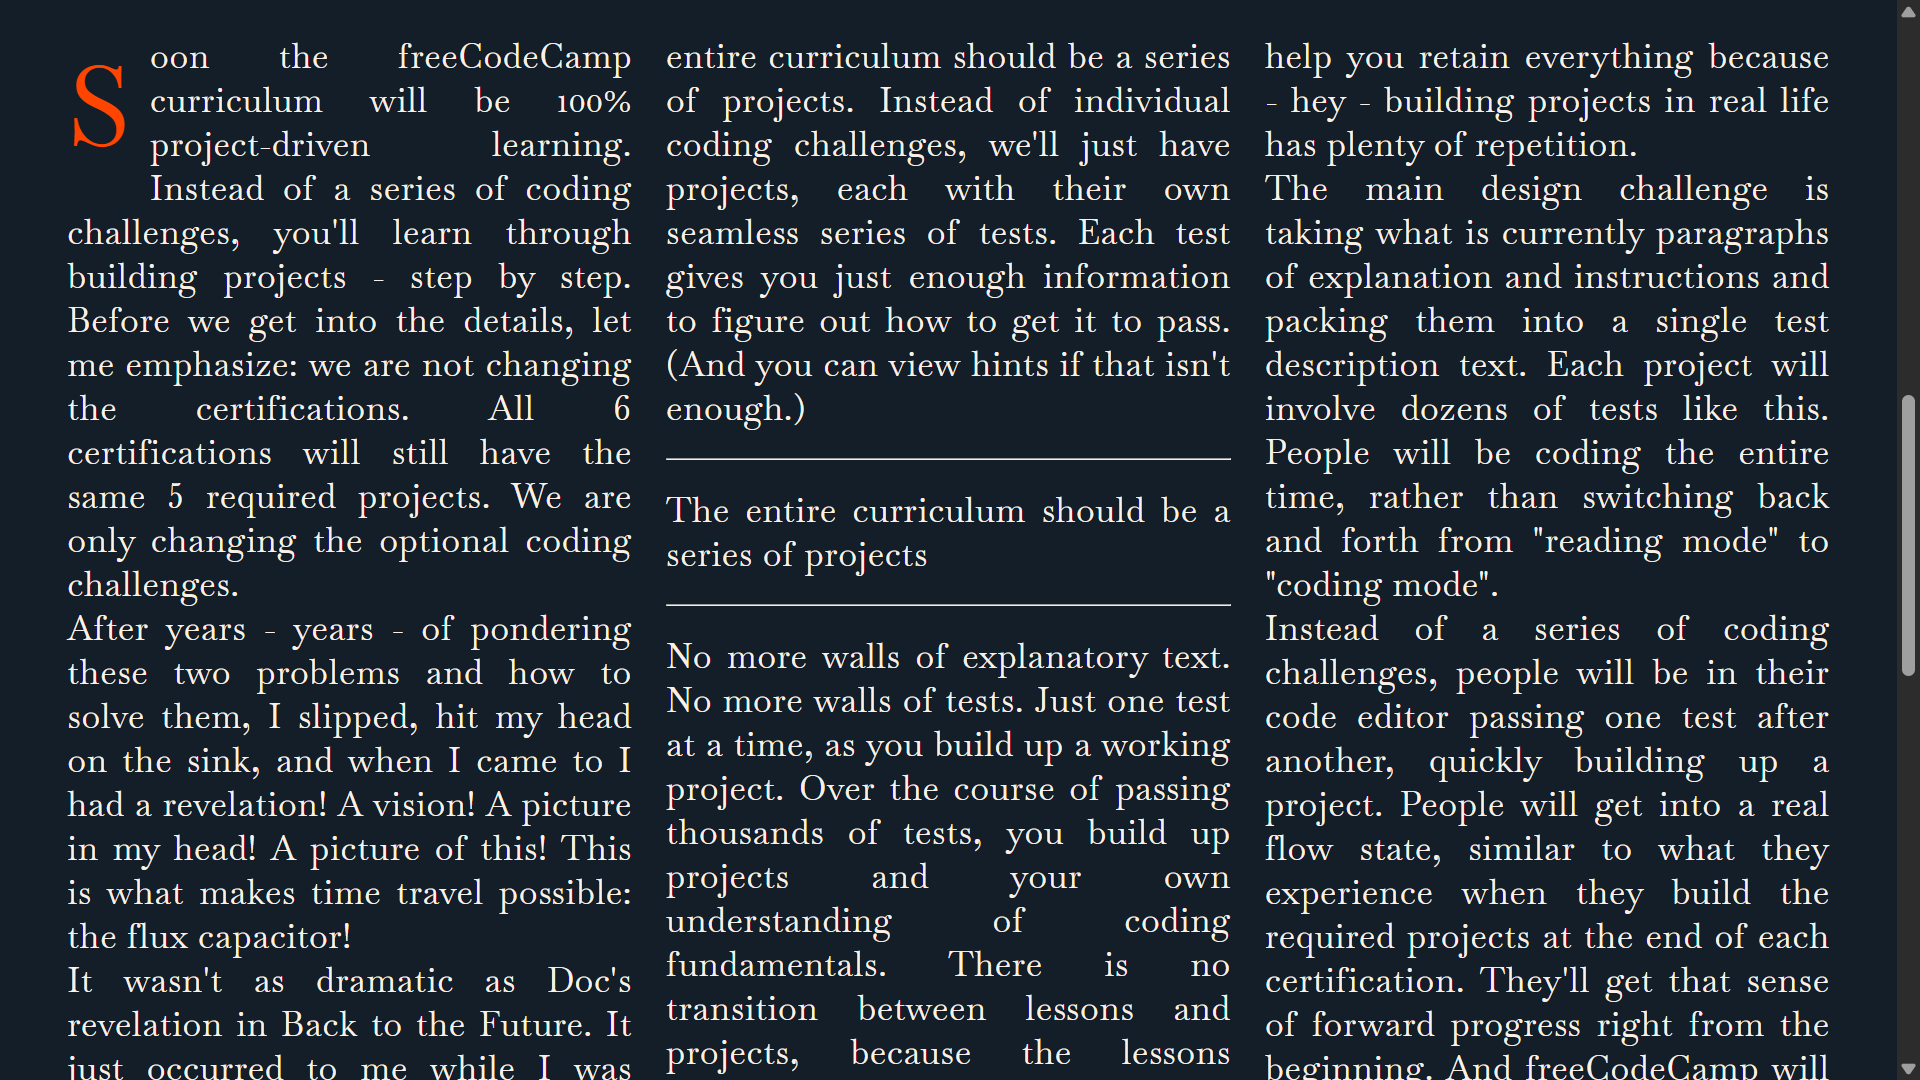 Soon the freeCodeCamp
curriculum will be 100%
project-driven learning.
Instead of a series of coding
challenges, you'll learn through
building projects - step by step.
Before we get into the details, let
me emphasize: we are not changing
the certifications. All 6
certifications will still have the
same 5 required projects. We are
only changing the optional coding
challenges.
After years - years - of pondering
these two problems and how to
solve them, I slipped, hit my head
on the sink, and when I came to I
had a revelation! A vision! A picture
in my head! A picture of this! This
is what makes time travel possible:
the flux capacitor!
It wasn't as dramatic as Doc's
revelation in Back to the Future. It
just occurred to me while I was
entire curriculum should be a series
of projects. Instead of individual
coding challenges, we'll just have
projects, each with their own
seamless series of tests. Each test
gives you just enough information
to figure out how to get it to pass.
(And you can view hints if that isn't
enough.)
The entire curriculum should be a
series of projects
No more walls of explanatory text.
No more walls of tests. Just one test
at a time, as you build up a working
project. Over the course of passing
thousands of tests, you build up
projects and your own
understanding of coding
fundamentals. There is no
transition between lessons and
projects, because the lessons
help you retain everything because
- hey - building projects in real life
has plenty of repetition.
The main design challenge is
taking what is currently paragraphs
of explanation and instructions and
packing them into a single test
description text. Each project will
involve dozens of tests like this.
People will be coding the entire
time, rather than switching back
and forth from "reading mode" to
"coding mode".
Instead of a series of coding
challenges, people will be in their
code editor passing one test after
another, quickly building up a
project. People will get into a real
flow state, similar to what they
experience when they build the
required projects at the end of each
certification. They'll get that sense
of forward progress right from the
beginning. And freeCodeCamp will